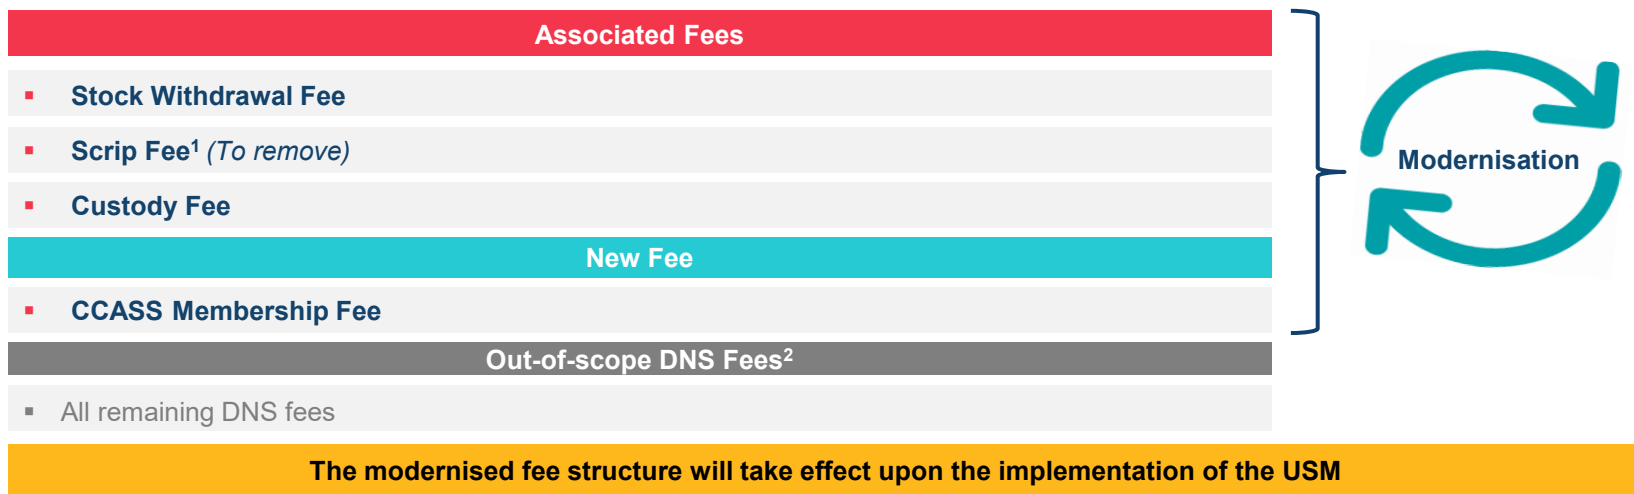 Associated Fees
▪ Stock Withdrawal Fee
▪ Scrip Fee¹ (To remove)
▪ Custody Fee
New Fee
▪ CCASS Membership Fee
Modernisation
Out-of-scope DNS Fees²
▪ All remaining DNS fees
The modernised fee structure will take effect upon the implementation of the USM